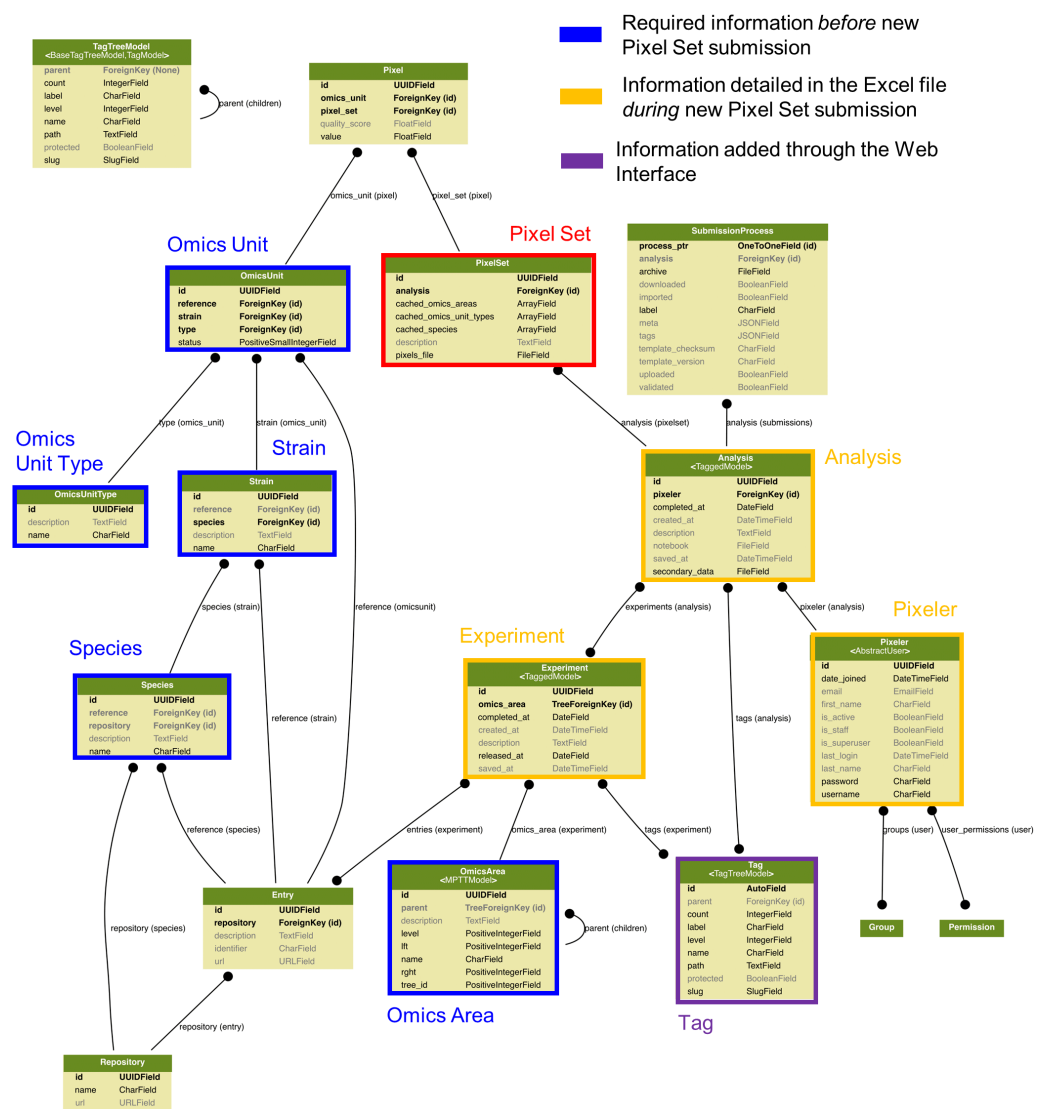 Required information before new
Pixel Set submission
Information detailed in the Excel file
during new Pixel Set submission
Information added through the Web
Interface
TagTreeModel
<BaseTagTreeModel,TagModel>
parent ForeignKey (None)
count IntegerField
label CharField
level IntegerField
name CharField
path TextField
protected BooleanField
slug SlugField
parent (children)
Pixel
id UUIDField
omics_unit ForeignKey (id)
pixel_set ForeignKey (id)
quality_score FloatField
value FloatField
omics_unit (pixel)
pixel_set (pixel)
Omics Unit
OmicsUnit
id UUIDField
reference ForeignKey (id)
strain ForeignKey (id)
type ForeignKey (id)
status PositiveSmallIntegerField
Pixel Set
PixelSet
id UUIDField
analysis ForeignKey (id)
cached_omics_areas ArrayField
cached_omics_unit_types ArrayField
cached_species ArrayField
description TextField
pixels_file FileField
SubmissionProcess
process_ptr OneToOneField (id)
analysis ForeignKey (id)
archive FileField
downloaded BooleanField
imported BooleanField
label CharField
meta JSONField
tags JSONField
template_checksum CharField
template_version CharField
uploaded BooleanField
validated BooleanField
type (omics_unit)
strain (omics_unit)
analysis (pixelset)
analysis (submissions)
Omics
Unit Type
OmicsUnitType
id UUIDField
description TextField
name CharField
Strain
Strain
id UUIDField
reference ForeignKey (id)
species ForeignKey (id)
description TextField
name CharField
Analysis
Analysis
<TaggedModel>
id UUIDField
pixeler ForeignKey (id)
completed_at DateField
created_at DateTimeField
description TextField
notebook FileField
saved_at DateTimeField
secondary_data FileField
species (strain)
reference (omicsunit)
experiments (analysis)
pixeler (analysis)
Species
Species
id UUIDField
reference ForeignKey (id)
repository ForeignKey (id)
description TextField
name CharField
reference (strain)
Experiment
Experiment
<TaggedModel>
id UUIDField
omics_area TreeForeignKey (id)
completed_at DateField
created_at DateTimeField
description TextField
released_at DateField
saved_at DateTimeField
tags (analysis)
Pixeler
Pixeler
<AbstractUser>
id UUIDField
date_joined DateTimeField
email EmailField
first_name CharField
is_active BooleanField
is_staff BooleanField
is_superuser BooleanField
last_login DateTimeField
last_name CharField
password CharField
username CharField
reference (species)
entries (experiment)
omics_area (experiment)
tags (experiment)
groups (user)
user_permissions (user)
repository (species)
Entry
id UUIDField
repository ForeignKey (id)
description TextField
identifier CharField
url URLField
OmicsArea
<MPTTModel>
id UUIDField
parent TreeForeignKey (id)
description TextField
level PositiveIntegerField
lft PositiveIntegerField
name CharField
rght PositiveIntegerField
tree_id PositiveIntegerField
parent (children)
Omics Area
Tag
<TagTreeModel>
id AutoField
parent ForeignKey (id)
count IntegerField
label CharField
level IntegerField
name CharField
path TextField
protected BooleanField
slug SlugField
Tag
Group
Permission
repository (entry)
Repository
id UUIDField
name CharField
url URLField